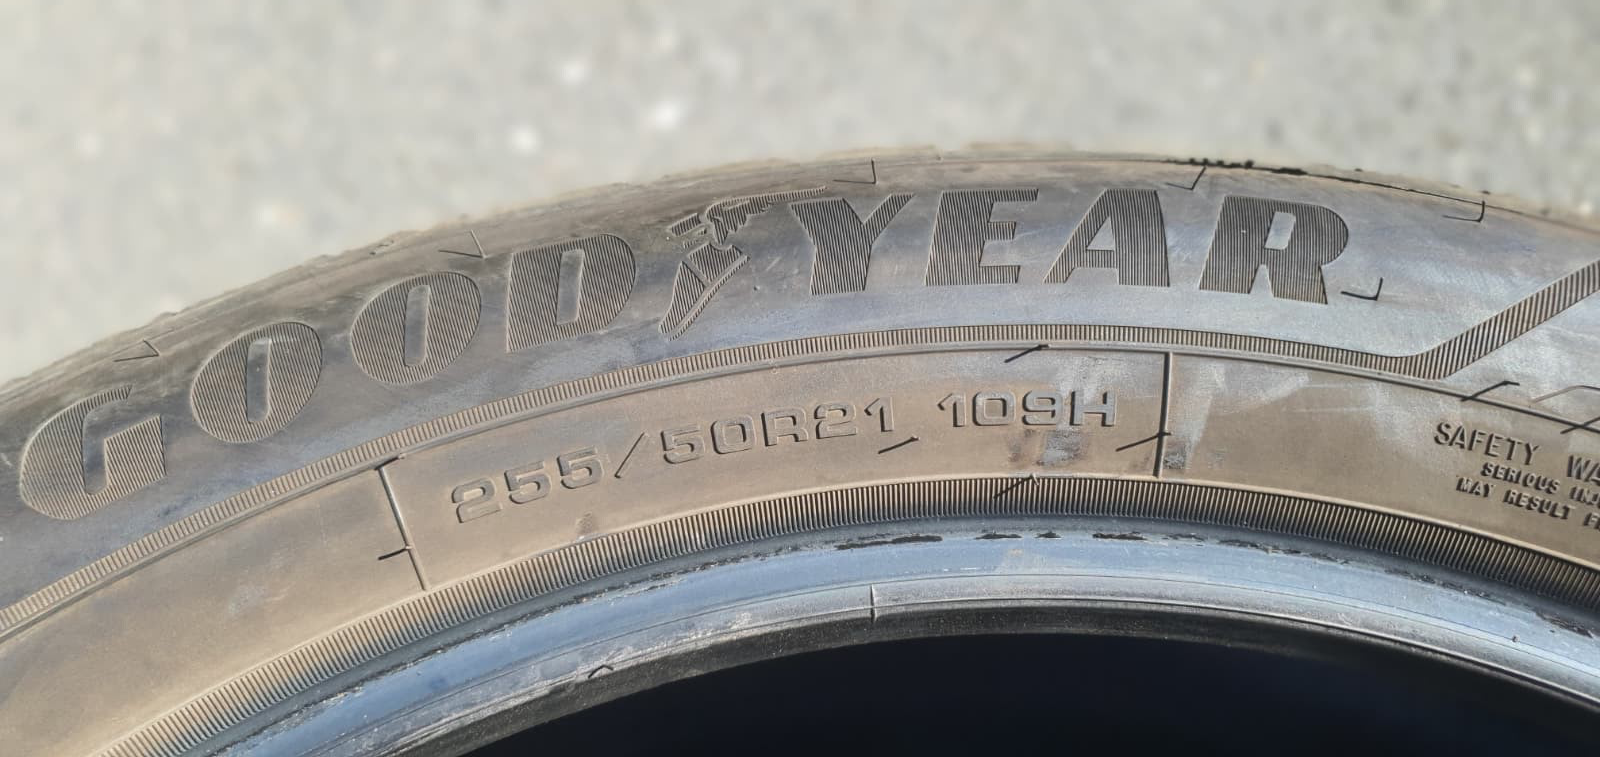 GOODYEAR
255/50R21 109H
SAFETY
SERIOUS
MAY RESULT